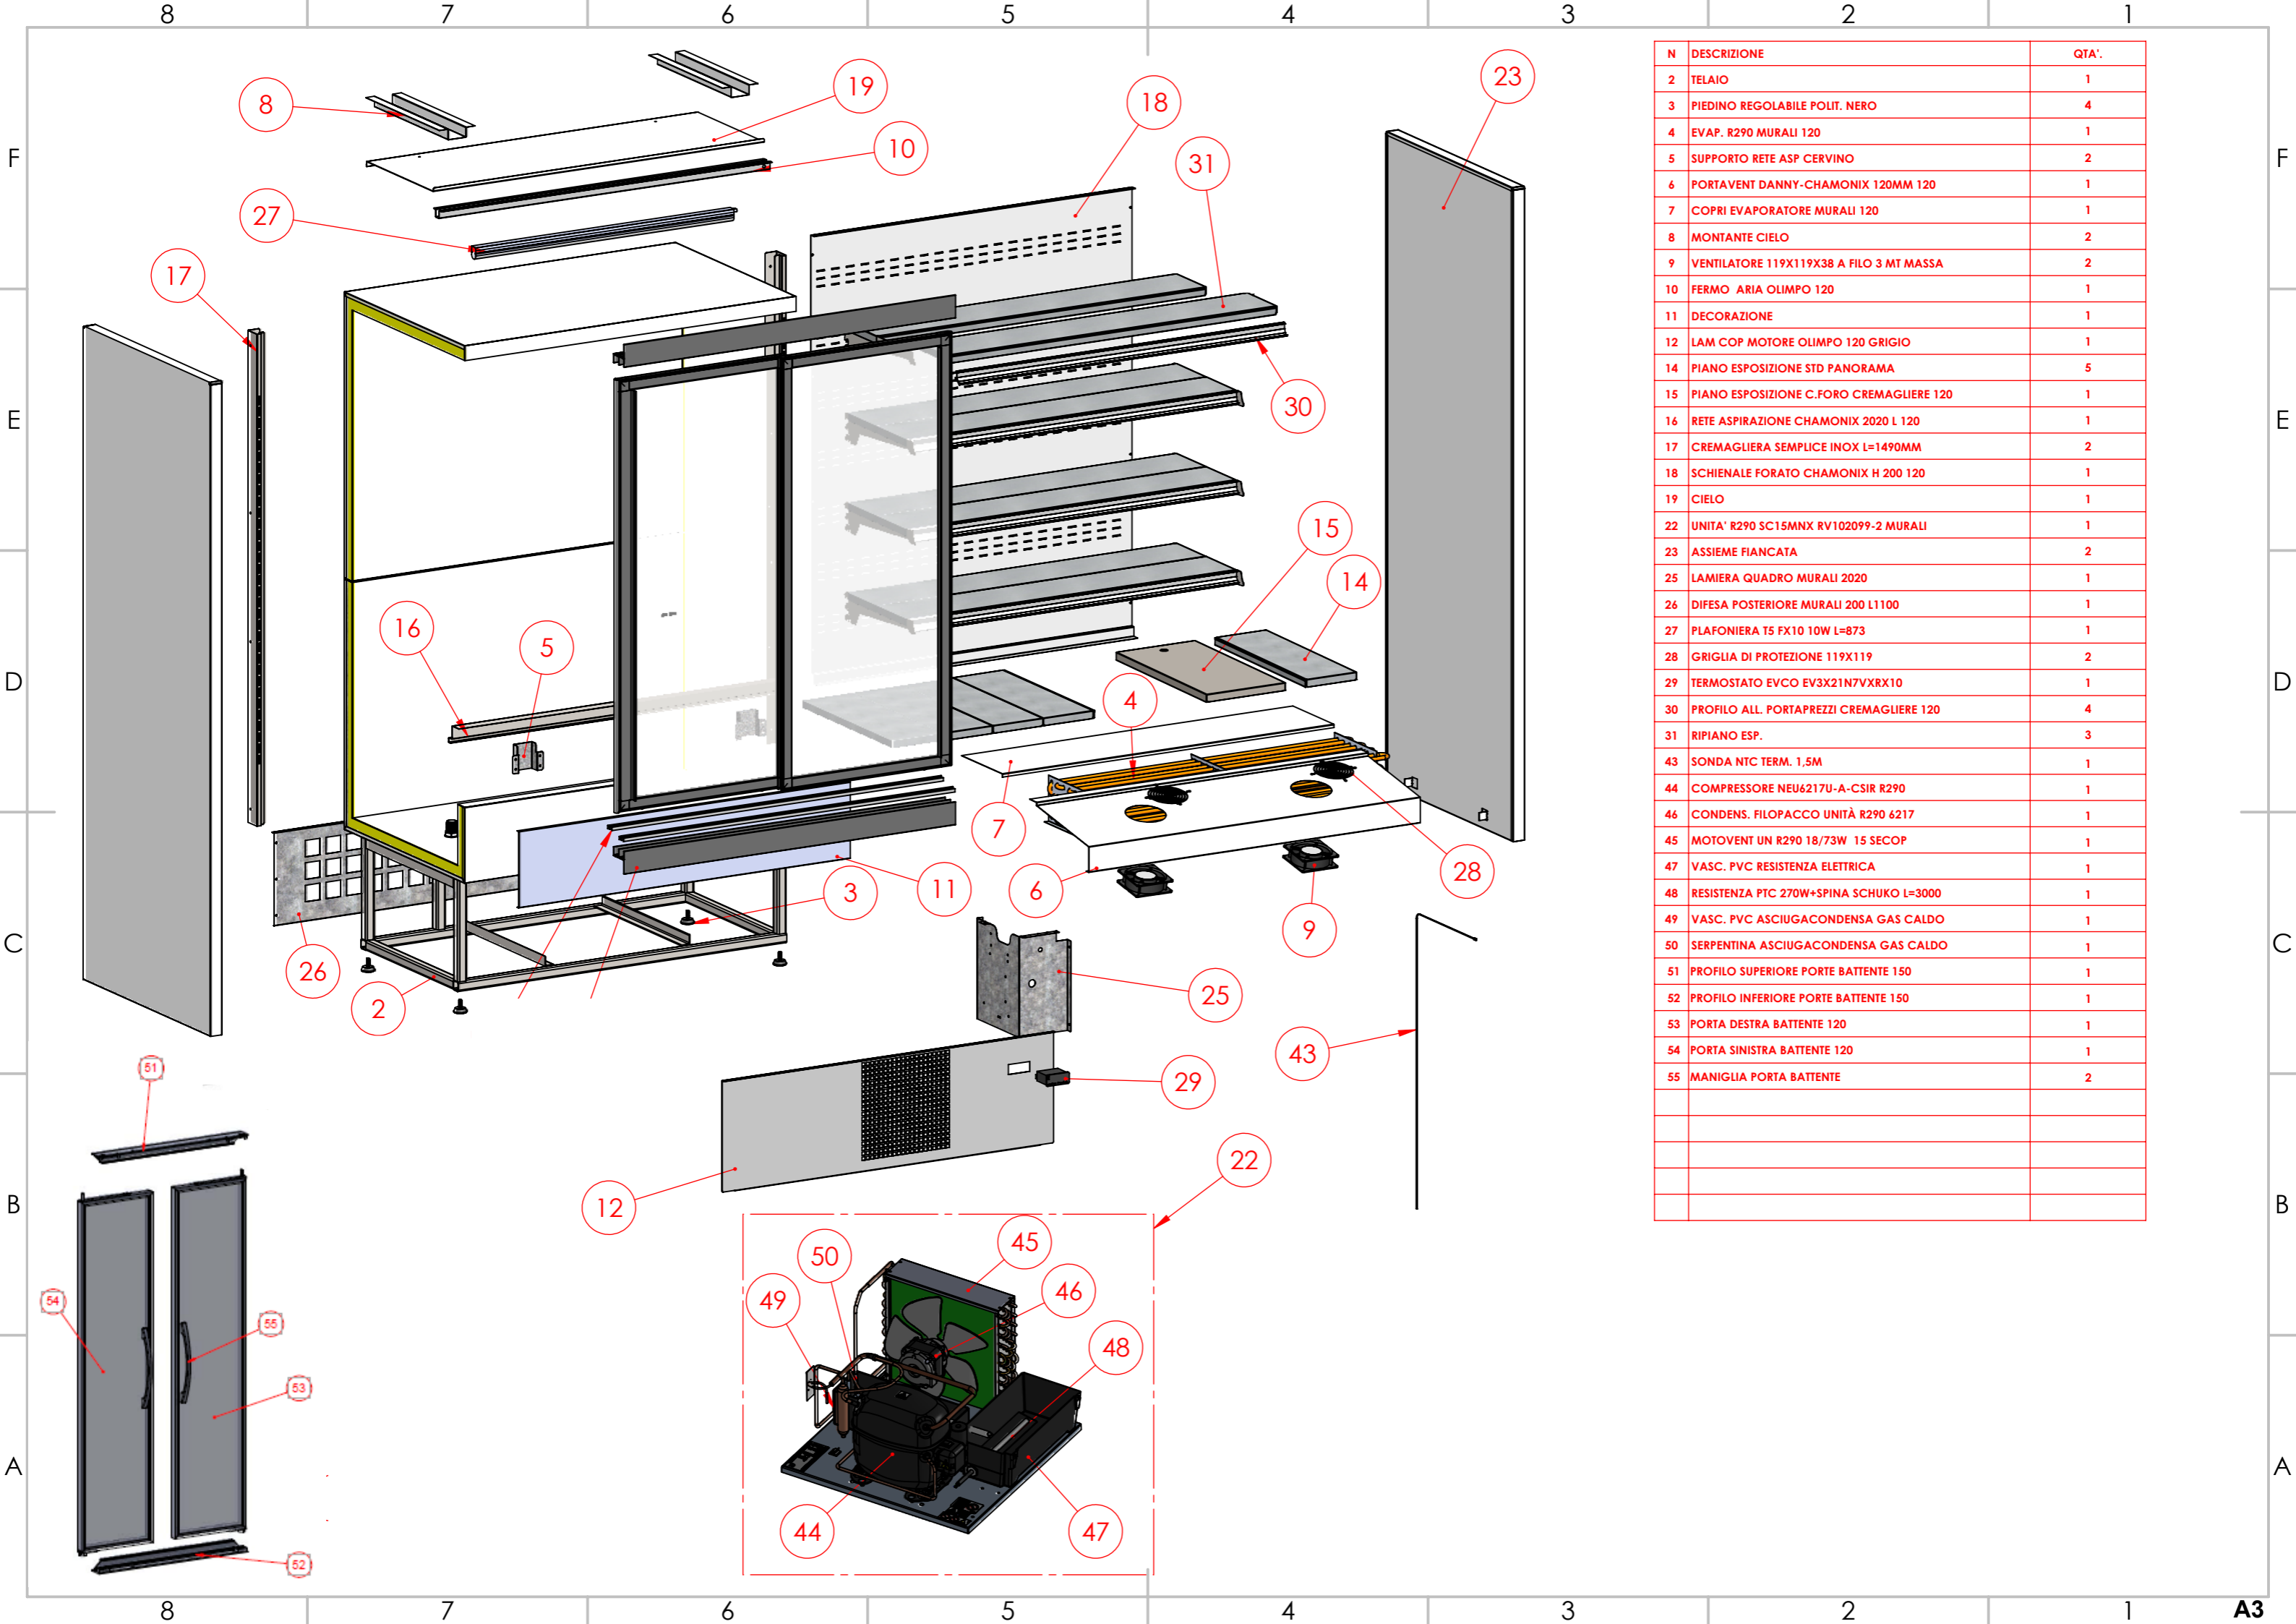 8 7 6 5 4 3 2 1
F F
E E
D D
C C
B B
A A
8 7 6 5 4 3 2 1
A3
8
19
10
27
17
18
31
23
30
15
14
16
5
4
7
6
28
9
3
11
26
2
25
43
29
12
22
50
45
49
46
48
44
47
51
54
55
53
52
N DESCRIZIONE QTA'.
2 TELAIO 1
3 PIEDINO REGOLABILE POLIT. NERO 4
4 EVAP. R290 MURALI 120 1
5 SUPPORTO RETE ASP CERVINO 2
6 PORTAVENT DANNY-CHAMONIX 120MM 120 1
7 COPRI EVAPORATORE MURALI 120 1
8 MONTANTE CIELO 2
9 VENTILATORE 119X119X38 A FILO 3 MT MASSA 2
10 FERMO ARIA OLIMPO 120 1
11 DECORAZIONE 1
12 LAM COP MOTORE OLIMPO 120 GRIGIO 1
14 PIANO ESPOSIZIONE STD PANORAMA 5
15 PIANO ESPOSIZIONE C.FORO CREMAGLIERE 120 1
16 RETE ASPIRAZIONE CHAMONIX 2020 L 120 1
17 CREMAGLIERA SEMPLICE INOX L=1490MM 2
18 SCHIENALE FORATO CHAMONIX H 200 120 1
19 CIELO 1
22 UNITA' R290 SC15MNX RV102099-2 MURALI 1
23 ASSIEME FIANCATA 2
25 LAMIERA QUADRO MURALI 2020 1
26 DIFESA POSTERIORE MURALI 200 L1100 1
27 PLAFONIERA T5 FX10 10W L=873 1
28 GRIGLIA DI PROTEZIONE 119X119 2
29 TERMOSTATO EVCO EV3X21N7VXRX10 1
30 PROFILO ALL. PORTAPREZZI CREMAGLIERE 120 4
31 RIPIANO ESP. 3
43 SONDA NTC TERM. 1,5M 1
44 COMPRESSORE NEU6217U-A-CSIR R290 1
46 CONDENS. FILOPACCO UNITÀ R290 6217 1
45 MOTOVENT UN R290 18/73W 15 SECOP 1
47 VASC. PVC RESISTENZA ELETTRICA 1
48 RESISTENZA PTC 270W+SPINA SCHUKO L=3000 1
49 VASC. PVC ASCIUGACONDENSA GAS CALDO 1
50 SERPENTINA ASCIUGACONDENSA GAS CALDO 1
51 PROFILO SUPERIORE PORTE BATTENTE 150 1
52 PROFILO INFERIORE PORTE BATTENTE 150 1
53 PORTA DESTRA BATTENTE 120 1
54 PORTA SINISTRA BATTENTE 120 1
55 MANIGLIA PORTA BATTENTE 2